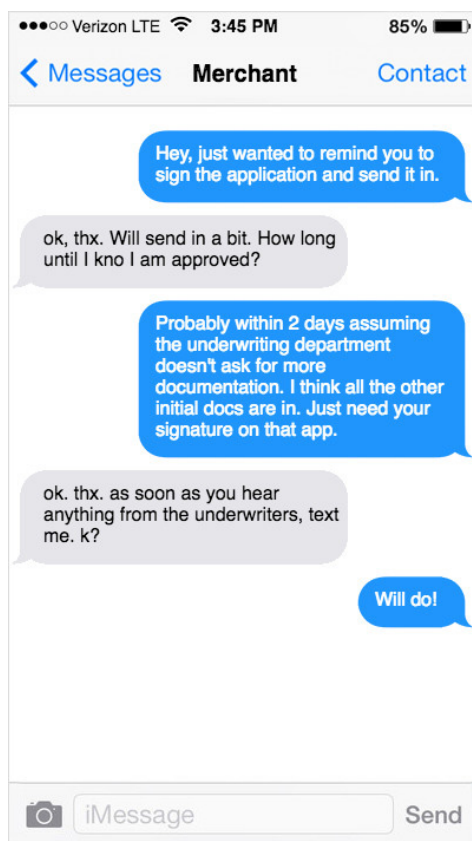 Verizon LTE 3:45 PM 85%
Messages Merchant Contact
Hey, just wanted to remind you to
sign the application and send it in.
ok, thx. Will send in a bit. How long
until I kno I am approved?
Probably within 2 days assuming
the underwriting department
doesn't ask for more
documentation. I think all the other
initial docs are in. Just need your
signature on that app.
ok. thx. as soon as you hear
anything from the underwriters, text
me. k?
Will do!
iMessage Send